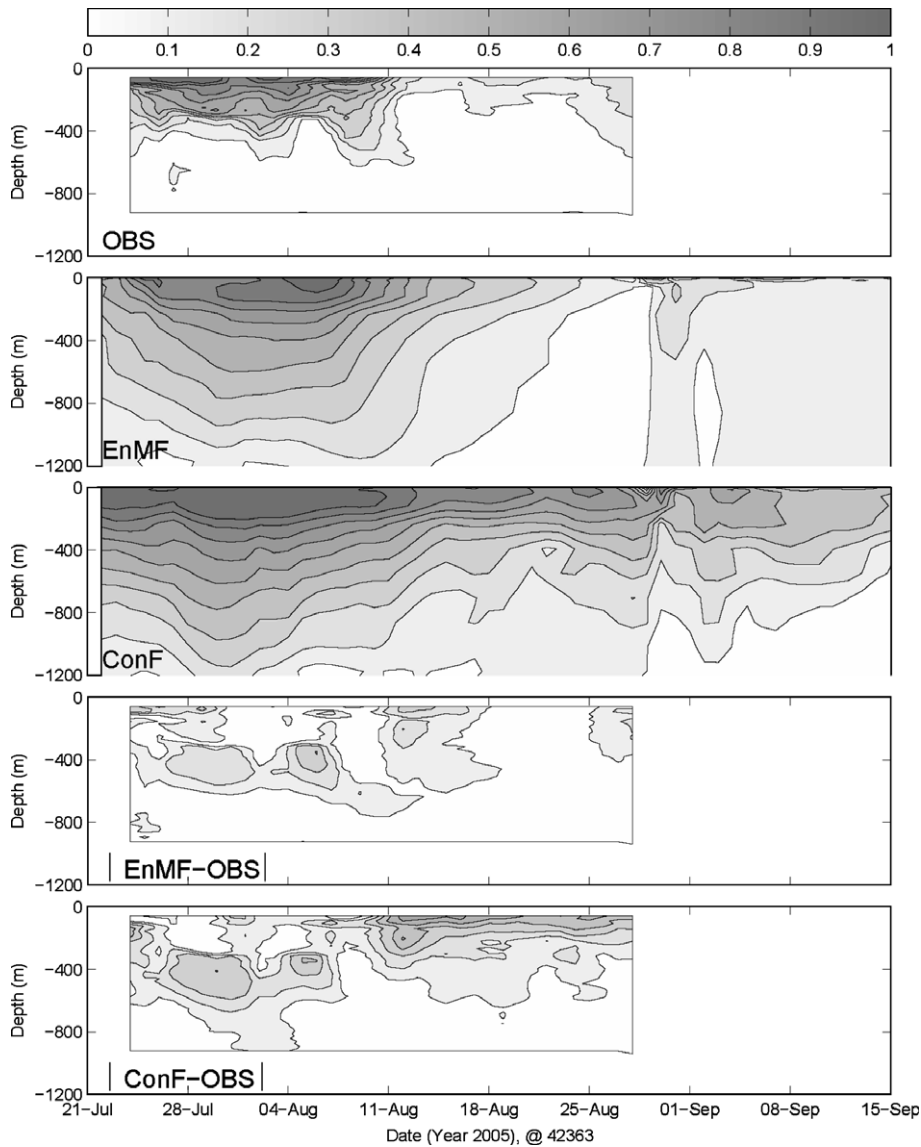 0 0.1 0.2 0.3 0.4 0.5 0.6 0.7 0.8 0.9 1
0
−400
−800
−1200
Depth (m)
OBS
0
−400
−800
−1200
Depth (m)
EnMF
0
−400
−800
−1200
Depth (m)
ConF
0
−400
−800
−1200
Depth (m)
| EnMF−OBS |
0
−400
−800
−1200
Depth (m)
| ConF−OBS |
21−Jul 28−Jul 04−Aug 11−Aug 18−Aug 25−Aug 01−Sep 08−Sep 15−Sep
Date (Year 2005), @ 42363